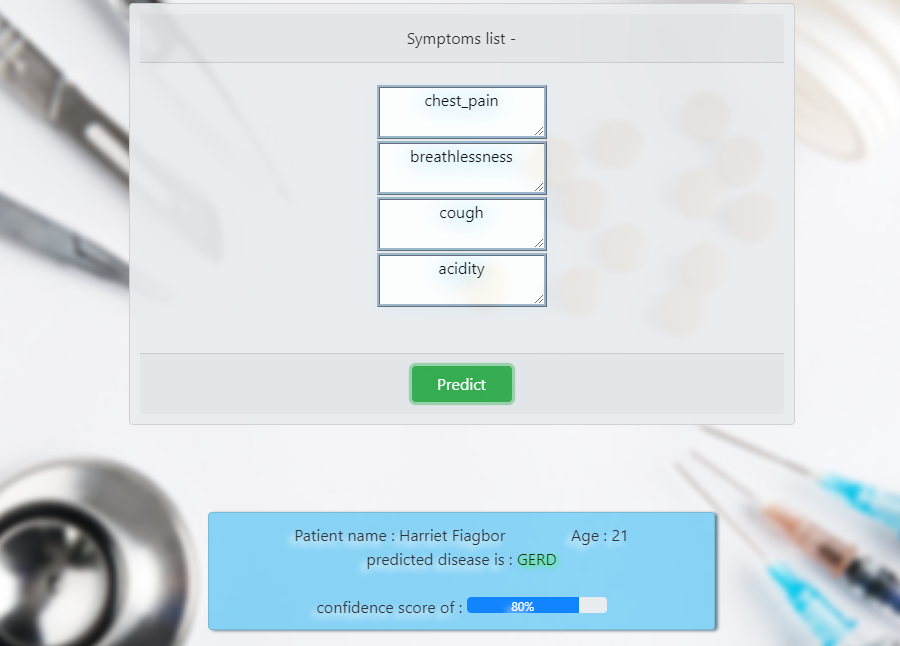 Symptoms list -
chest_pain
breathlessness
cough
acidity
Predict
Patient name : Harriet Fiagbor Age : 21
predicted disease is : GERD
confidence score of : 80%